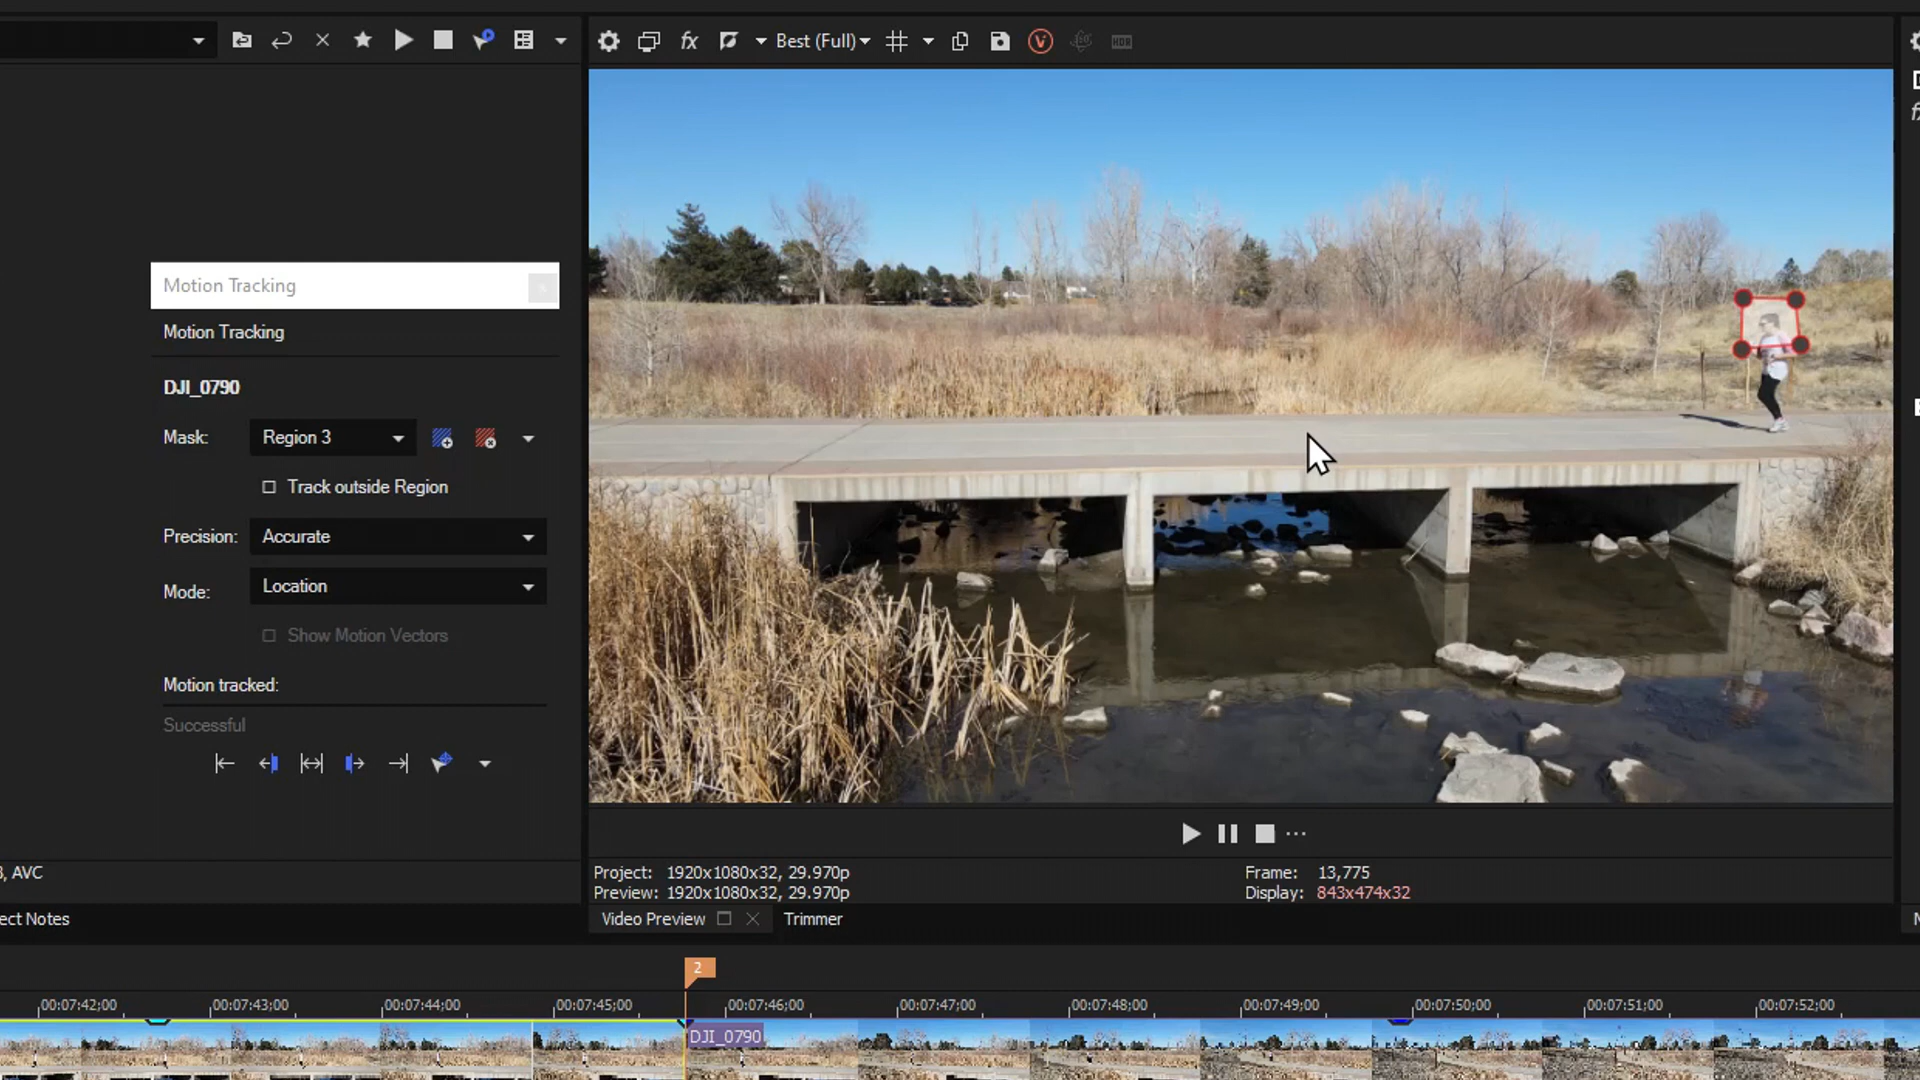 Best (Full)
Motion Tracking
Motion Tracking
DJI_0790
Mask:
Region 3
Track outside Region
Precision:
Accurate
Mode:
Location
Show Motion Vectors
Motion tracked:
Successful
, AVC
ect Notes
Project: 1920x1080x32, 29.970p
Preview: 1920x1080x32, 29.970p
Frame: 13,775
Display: 843x474x32
Video Preview
Trimmer
2
00:07:42;00
00:07:43;00
00:07:44;00
00:07:45;00
00:07:46;00
00:07:47;00
00:07:48;00
00:07:49;00
00:07:50;00
00:07:51;00
00:07:52;00
DJI_0790